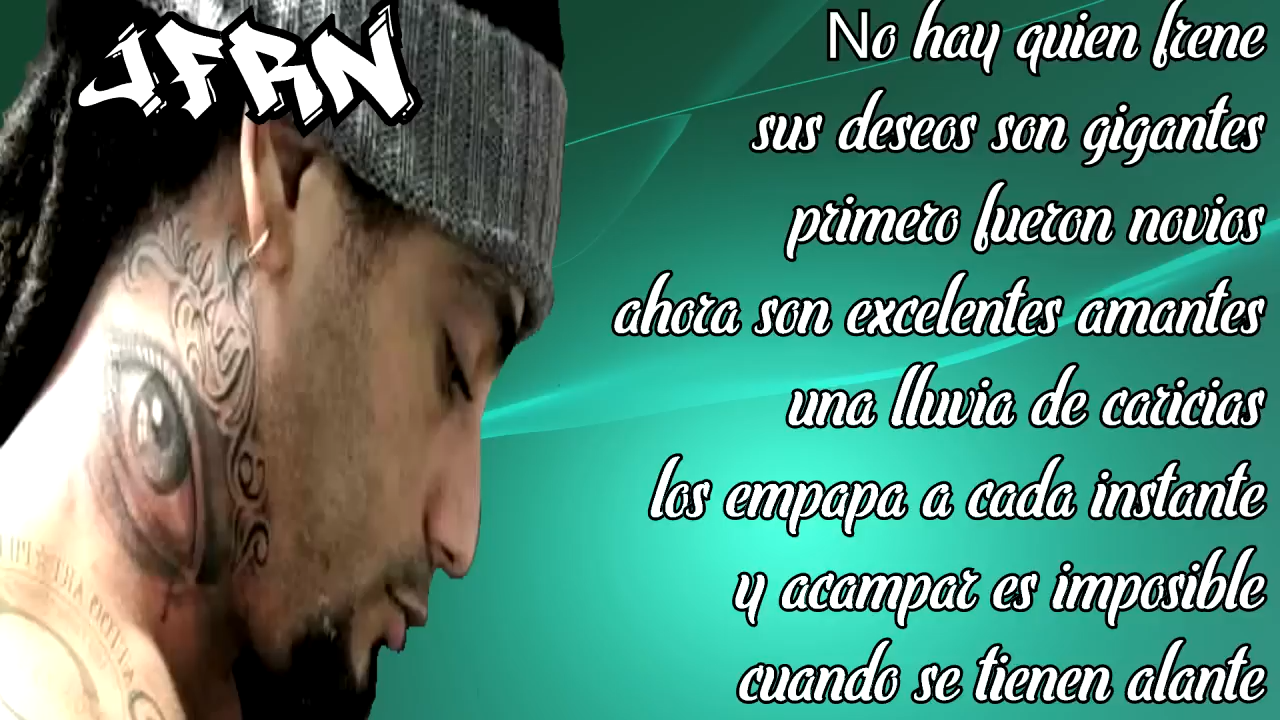 JFRN
No hay quien frene
sus deseos son gigantes
primero fueron novios
ahora son excelentes amantes
una lluvia de caricias
los empapa a cada instante
y acampar es imposible
cuando se tienen alante